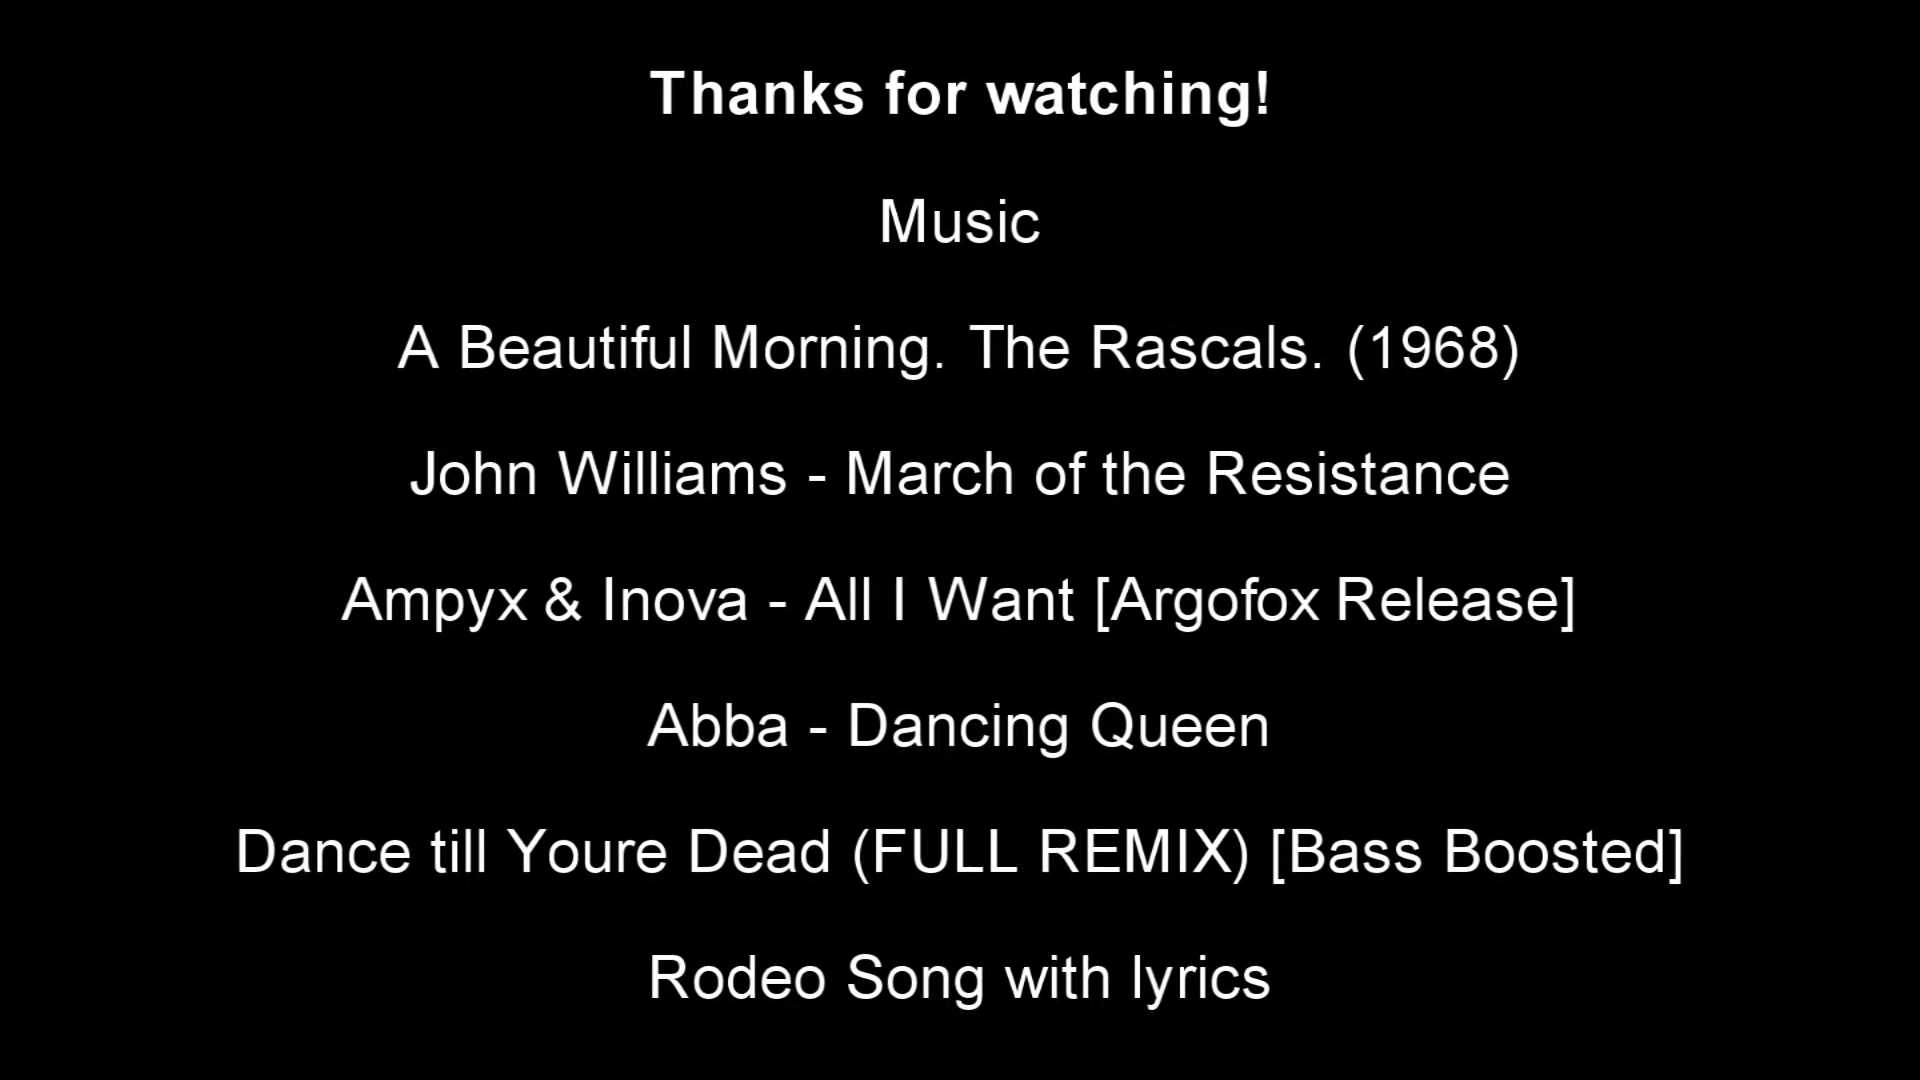 Thanks for watching!
Music
A Beautiful Morning. The Rascals. (1968)
John Williams - March of the Resistance
Ampyx & Inova - All I Want [Argofox Release]
Abba - Dancing Queen
Dance till Youre Dead (FULL REMIX) [Bass Boosted]
Rodeo Song with lyrics